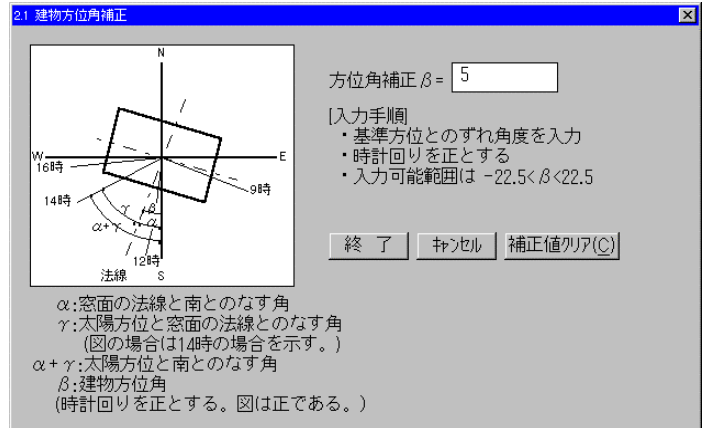 2.1 建物方位角補正
N
W
E
16時
14時
9時
γ
β
α
α+γ
12時
法線
S
方位角補正β=
5
[入力手順]
・基準方位とのずれ角度を入力
・時計回りを正とする
・入力可能範囲は -22.5<β<22.5
終 了
ｷｬﾝｾﾙ
補正値ｸﾘｱ(C)
α:窓面の法線と南とのなす角
γ:太陽方位と窓面の法線とのなす角
(図の場合は14時の場合を示す。)
α+γ:太陽方位と南とのなす角
β:建物方位角
(時計回りを正とする。図は正である。)